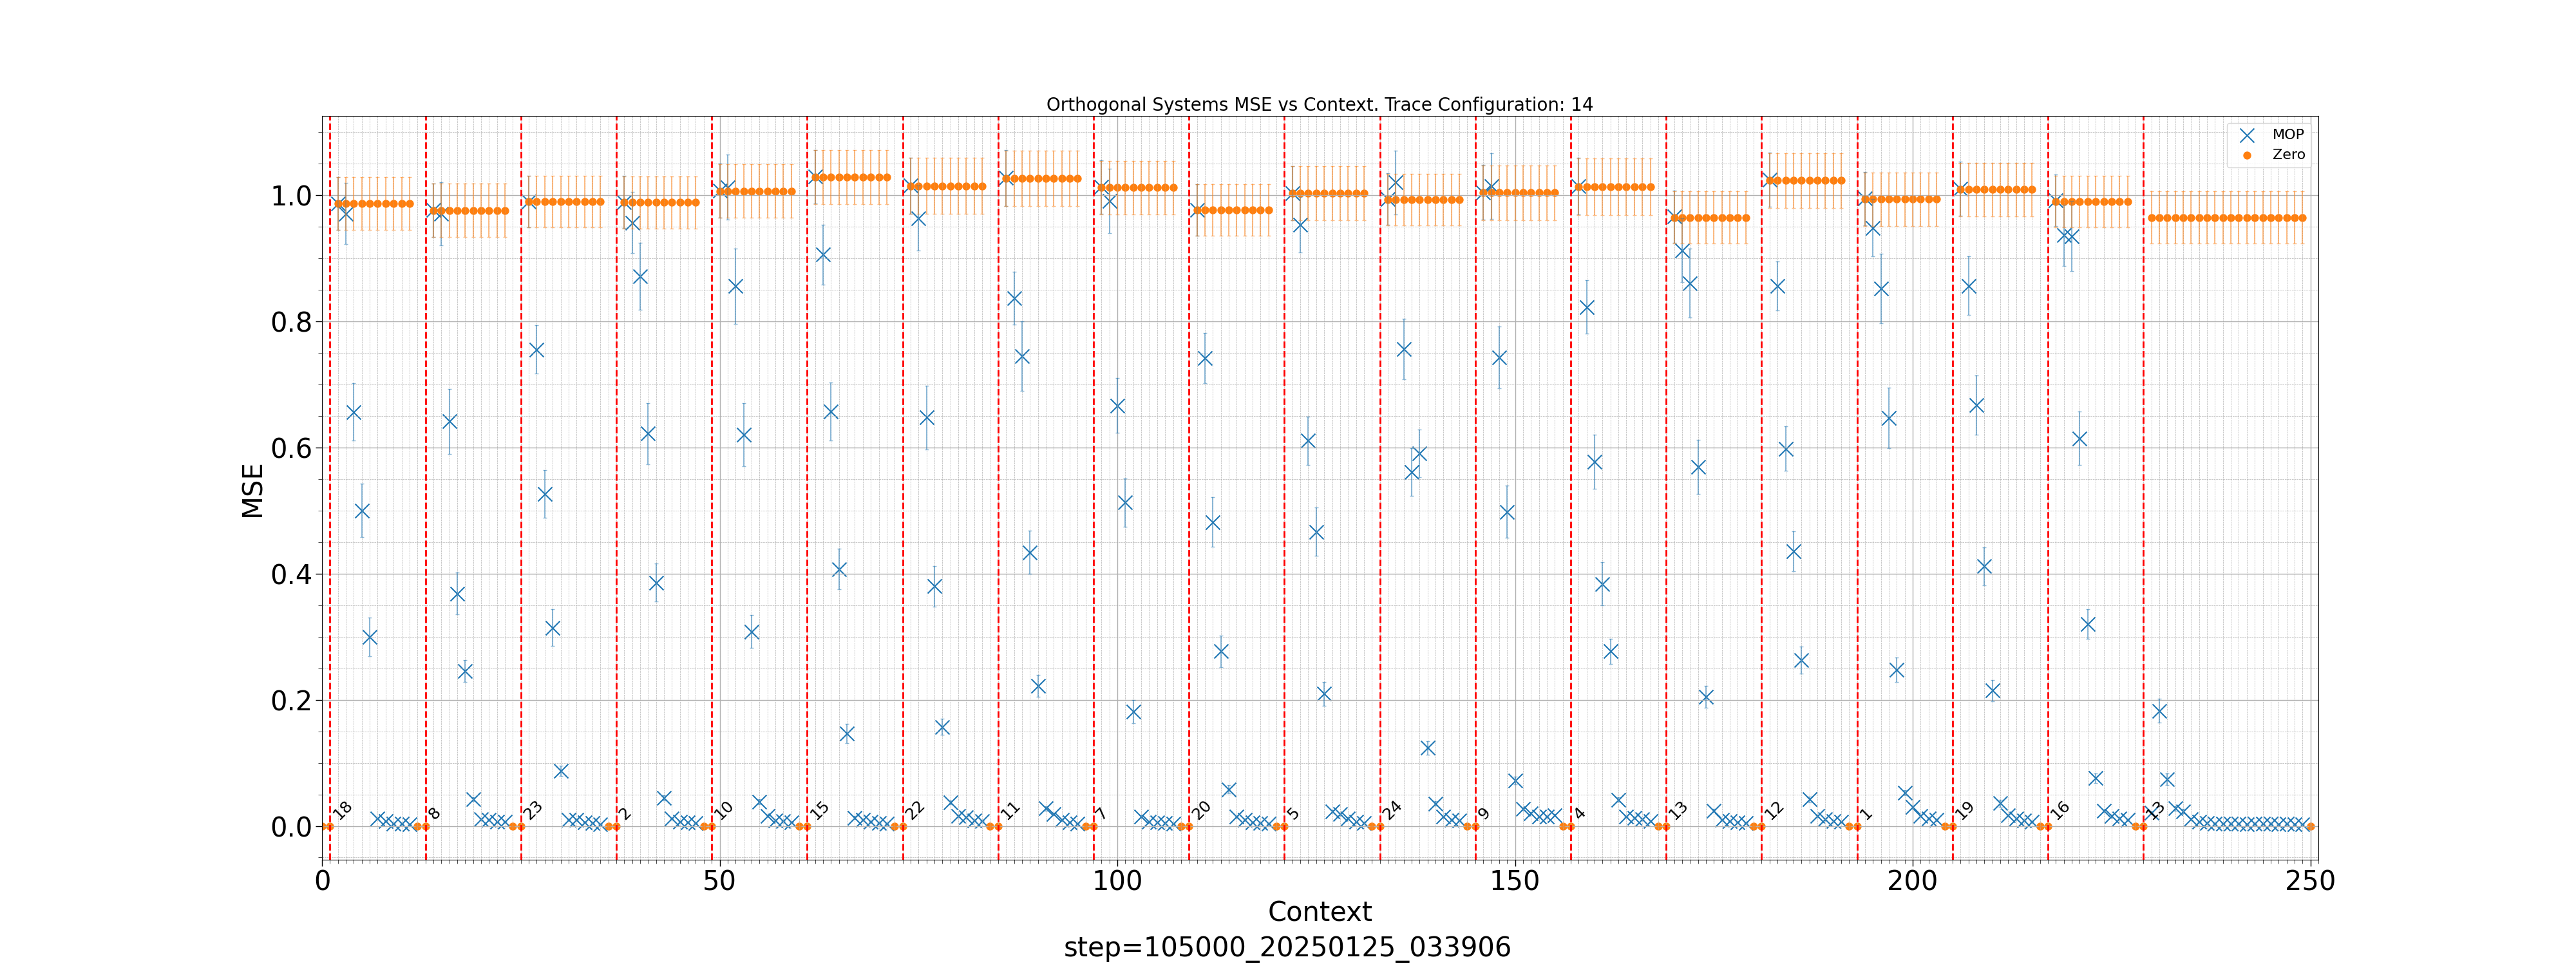 Orthogonal Systems MSE vs Context. Trace Configuration: 14
MOP
Zero
MSE
1.0
0.8
0.6
0.4
0.2
0.0
18 8 23 2 10 15 22 11 7 20 5 24 9 4 13 12 1 19 16 13
0 50 100 150 200 250
Context
step=105000_20250125_033906